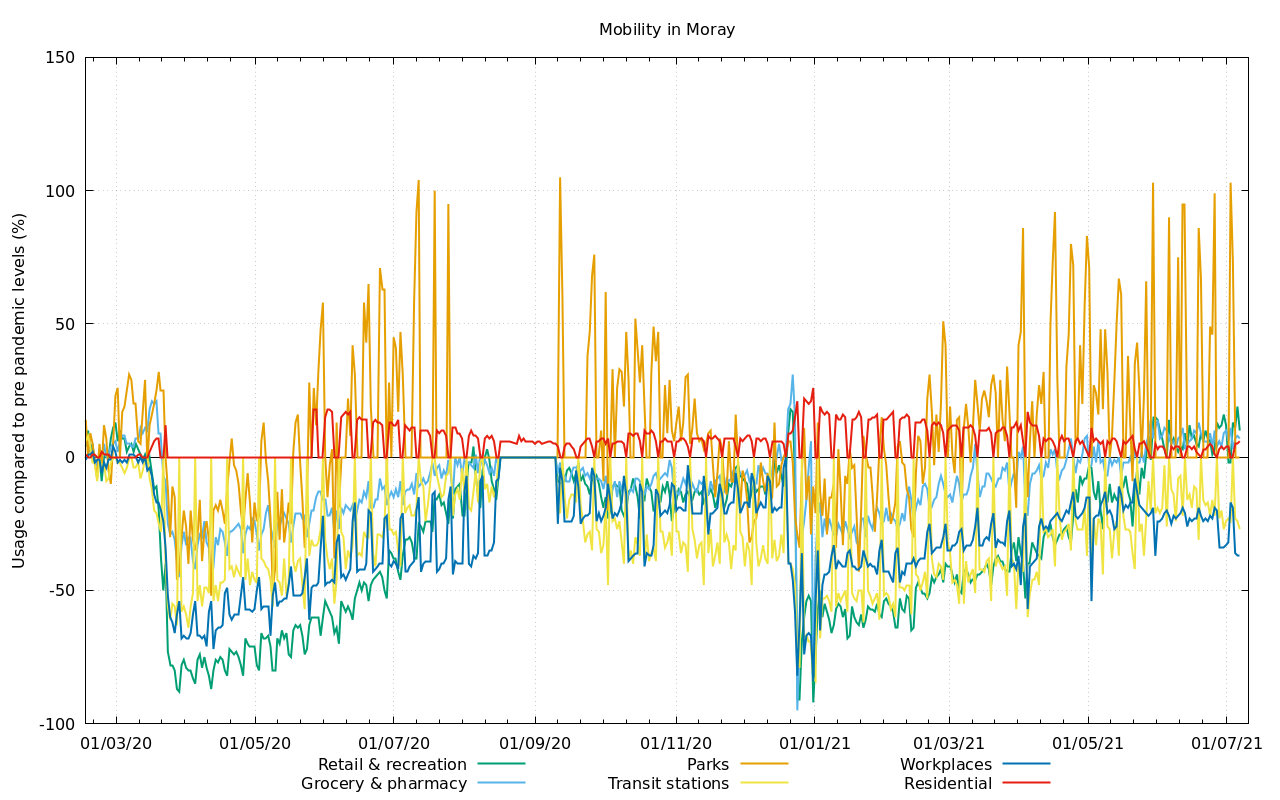 Mobility in Moray
Usage compared to pre pandemic levels (%)
150
100
50
0
-50
-100
01/03/20 01/05/20 01/07/20 01/09/20 01/11/20 01/01/21 01/03/21 01/05/21 01/07/21
Retail & recreation Parks Workplaces
Grocery & pharmacy Transit stations Residential